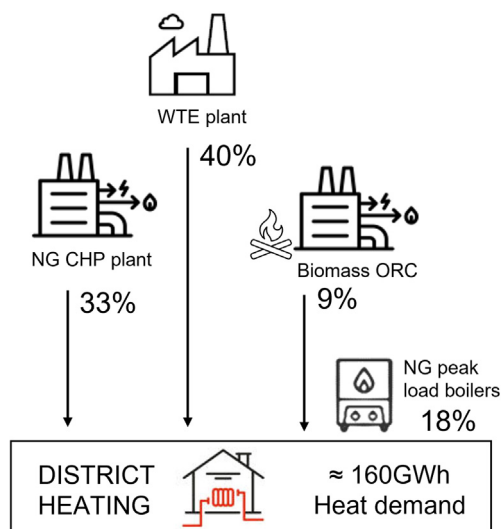 WTE plant
40%
NG CHP plant
33%
Biomass ORC
9%
NG peak
load boilers
18%
DISTRICT
HEATING
≈ 160GWh
Heat demand